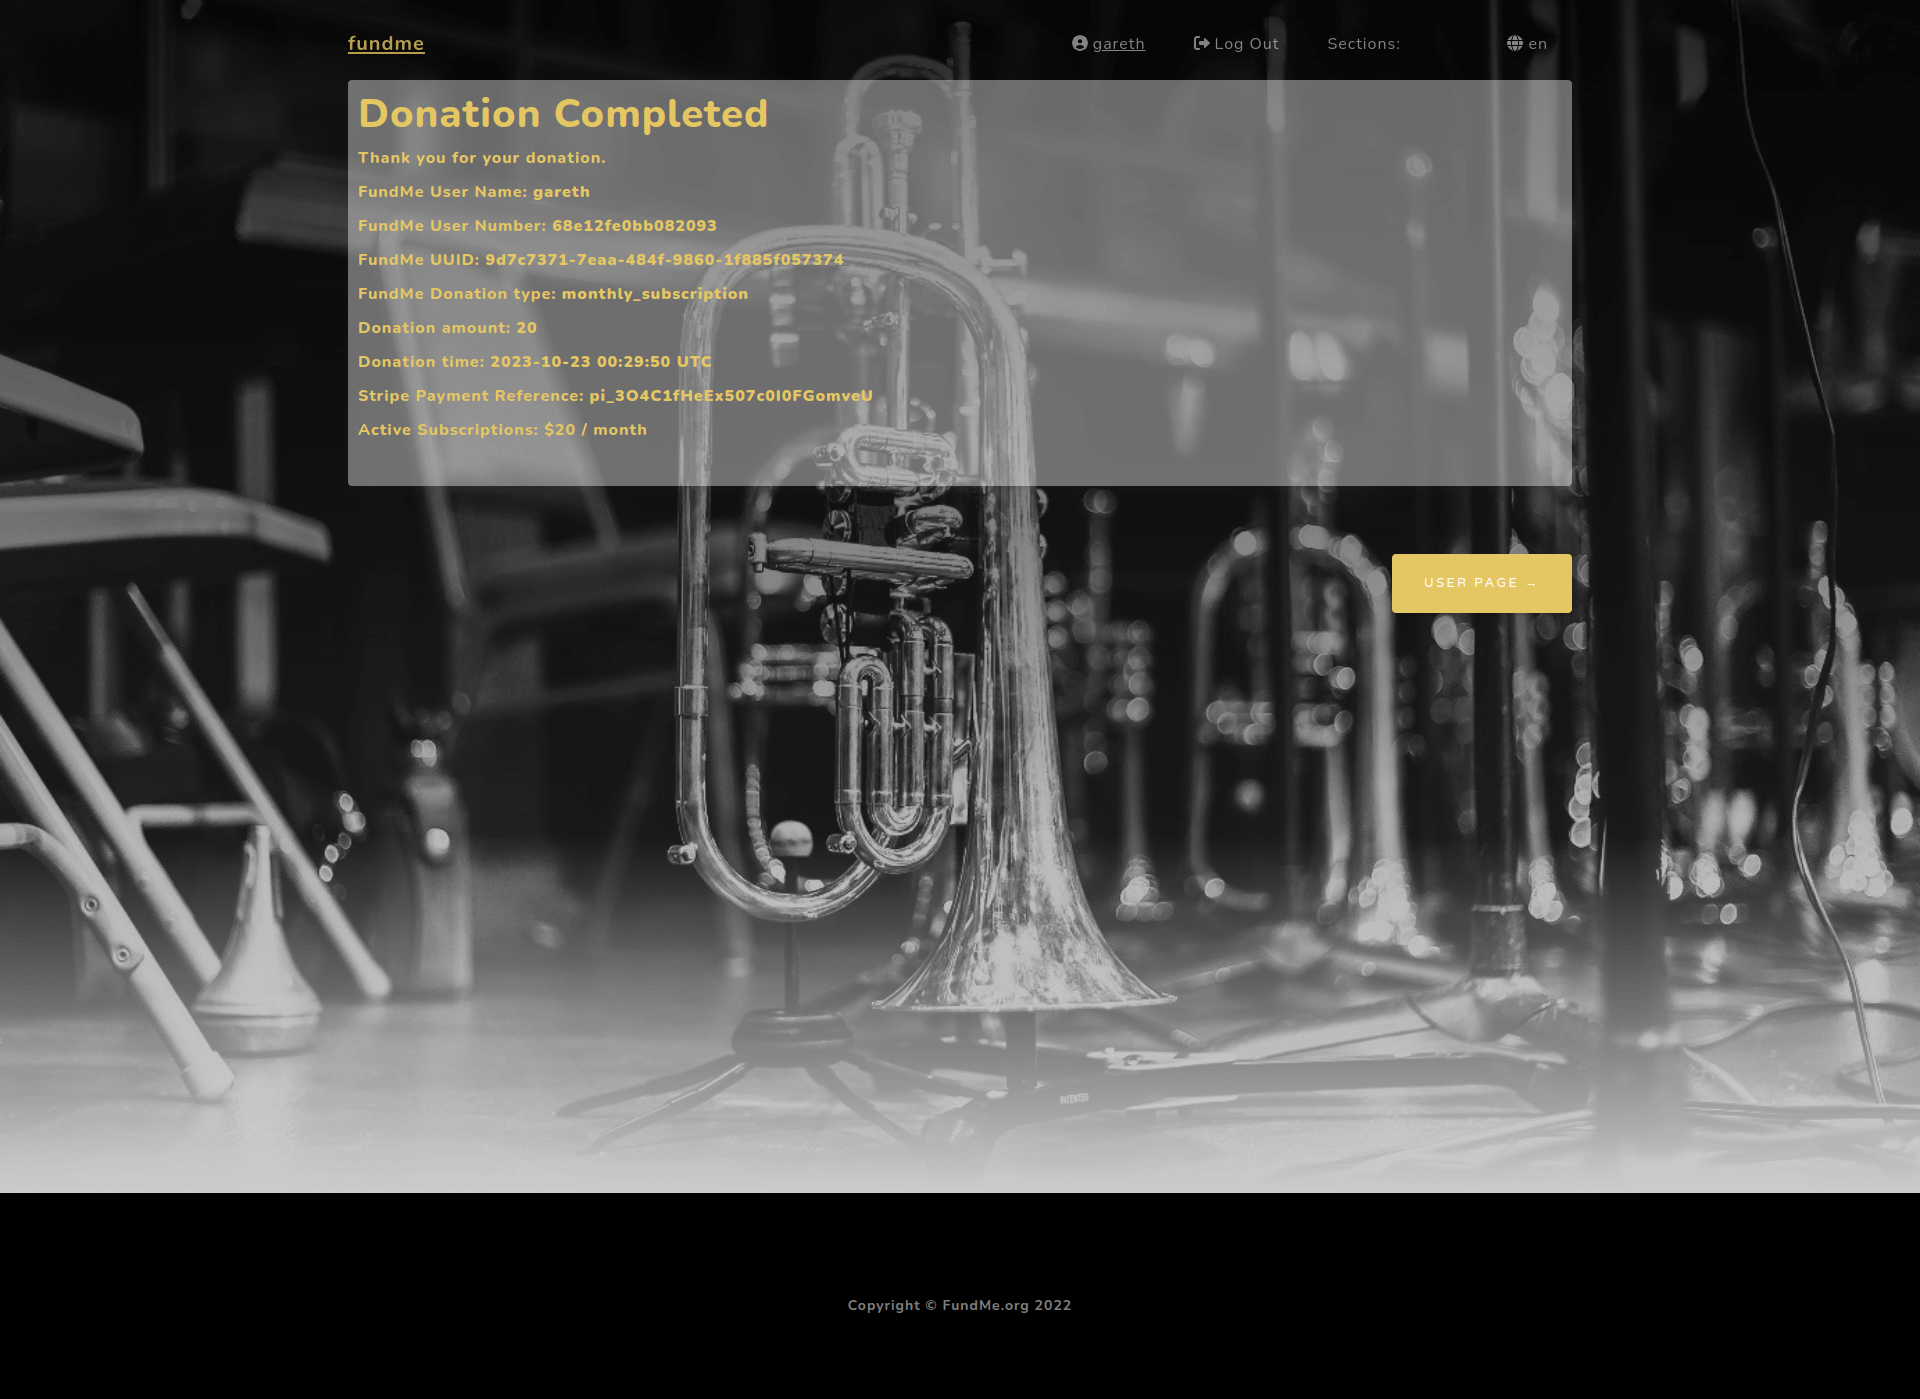 fundme
gareth
Log Out
Sections:
en
Donation Completed
Thank you for your donation.
FundMe User Name: gareth
FundMe User Number: 68e12fe0bb082093
FundMe UUID: 9d7c7371-7eaa-484f-9860-1f885f057374
FundMe Donation type: monthly_subscription
Donation amount: 20
Donation time: 2023-10-23 00:29:50 UTC
Stripe Payment Reference: pi_3O4C1fHeEx507c0I0FGomveU
Active Subscriptions: $20 / month
USER PAGE →
PATENTED
Copyright © FundMe.org 2022